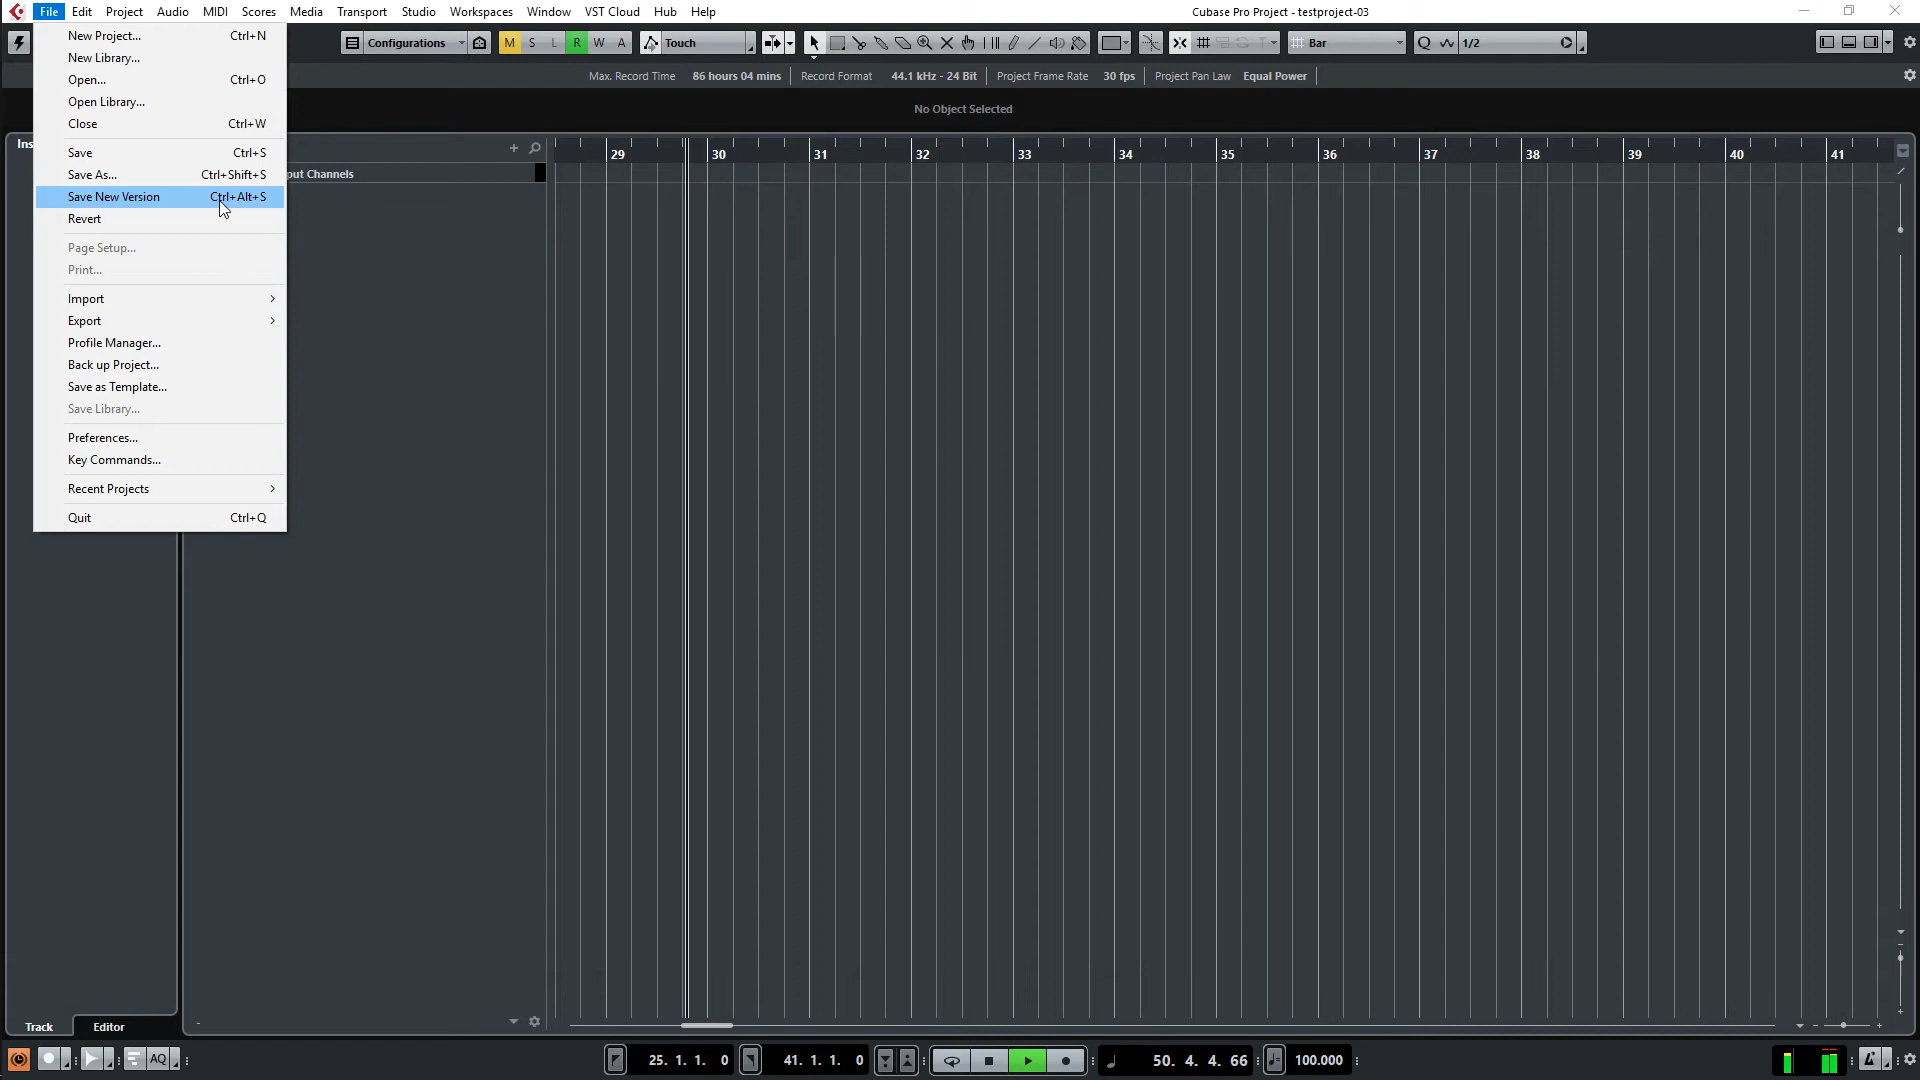 File Edit Project Audio MIDI Scores Media Transport Studio Workspaces Window VST Cloud Hub Help
Cubase Pro Project - testproject-03
New Project... Ctrl+N
New Library...
Open... Ctrl+O
Open Library...
Close Ctrl+W
Save Ctrl+S
Save As... Ctrl+Shift+S
Save New Version Ctrl+Alt+S
Revert
Page Setup...
Print...
Import
Export
Profile Manager...
Back up Project...
Save as Template...
Save Library...
Preferences...
Key Commands...
Recent Projects
Quit Ctrl+Q
Configurations M S L R W A Touch Bar Q 1/2
Max. Record Time 86 hours 04 mins Record Format 44.1 kHz - 24 Bit Project Frame Rate 30 fps Project Pan Law Equal Power
No Object Selected
Ins
29 30 31 32 33 34 35 36 37 38 39 40 41
put Channels
Track Editor
AQ 25. 1. 1. 0 41. 1. 1. 0 50. 4. 4. 66 100.000